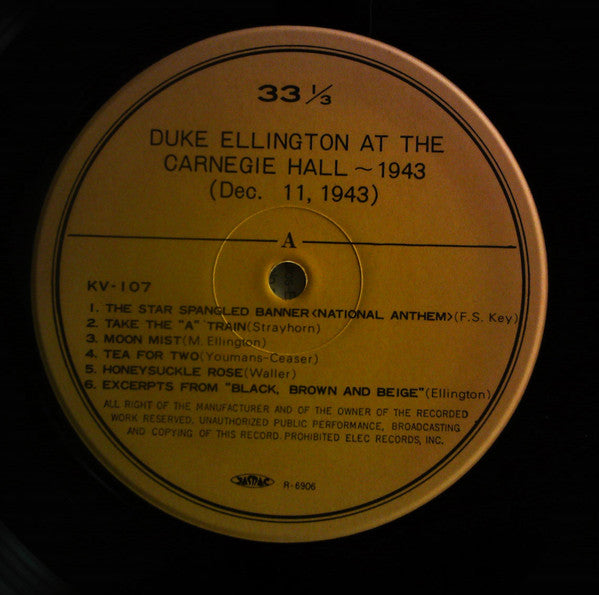 33 1/3
DUKE ELLINGTON AT THE
CARNEGIE HALL ~ 1943
(Dec. 11, 1943)
A
KV-107
1. THE STAR SPANGLED BANNER<NATIONAL ANTHEM>(F.S. Key)
2. TAKE THE "A" TRAIN(Strayhorn)
3. MOON MIST(M. Ellington)
4. TEA FOR TWO(Youmans-Ceaser)
5. HONEYSUCKLE ROSE(Waller)
6. EXCERPTS FROM "BLACK, BROWN AND BEIGE"(Ellington)
ALL RIGHT OF THE MANUFACTURER AND OF THE OWNER OF THE RECORDED
WORK RESERVED. UNAUTHORIZED PUBLIC PERFORMANCE, BROADCASTING
AND COPYING OF THIS RECORD PROHIBITED ELEC RECORDS, INC.
JASRAC R-6906